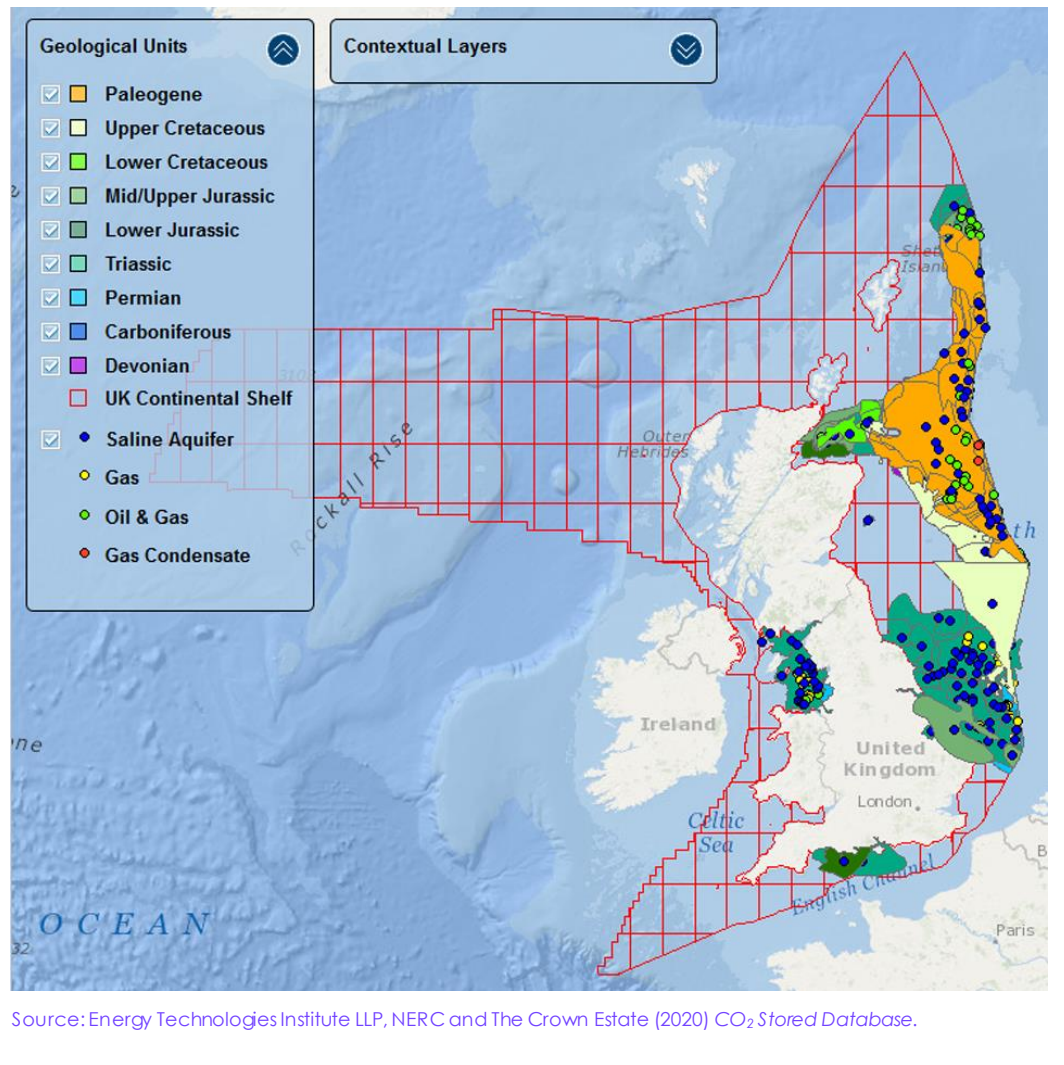 Geological Units
Contextual Layers
Paleogene
Upper Cretaceous
Lower Cretaceous
Mid/Upper Jurassic
Lower Jurassic
Triassic
Permian
Carboniferous
Devonian
UK Continental Shelf
Saline Aquifer
Gas
Oil & Gas
Gas Condensate
Outer
Hebrides
Rockall Rise
Ireland
United
Kingdom
London
Celtic
Sea
English Channel
OCEAN
Paris
Source: Energy Technologies Institute LLP, NERC and The Crown Estate (2020) CO₂ Stored Database.